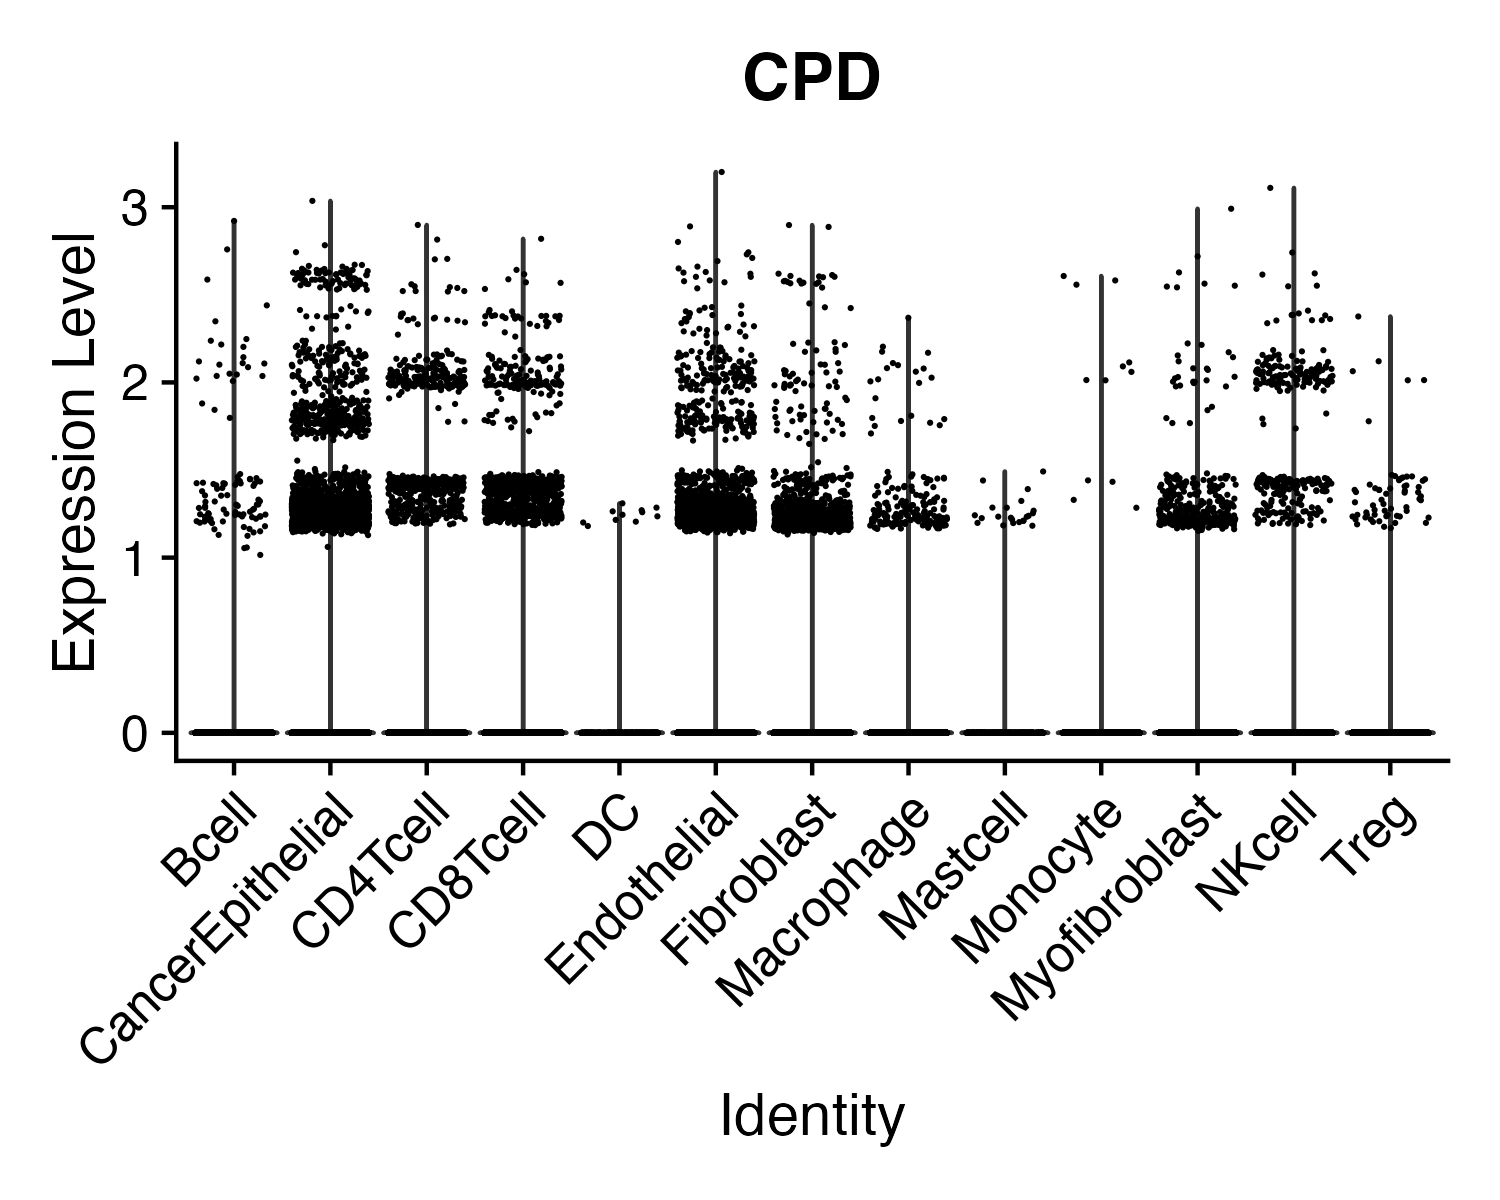 CPD
Expression Level
3
2
1
0
Bcell
CancerEpithelial
CD4Tcell
CD8Tcell
DC
Endothelial
Fibroblast
Macrophage
Mastcell
Monocyte
Myofibroblast
NKcell
Treg
Identity